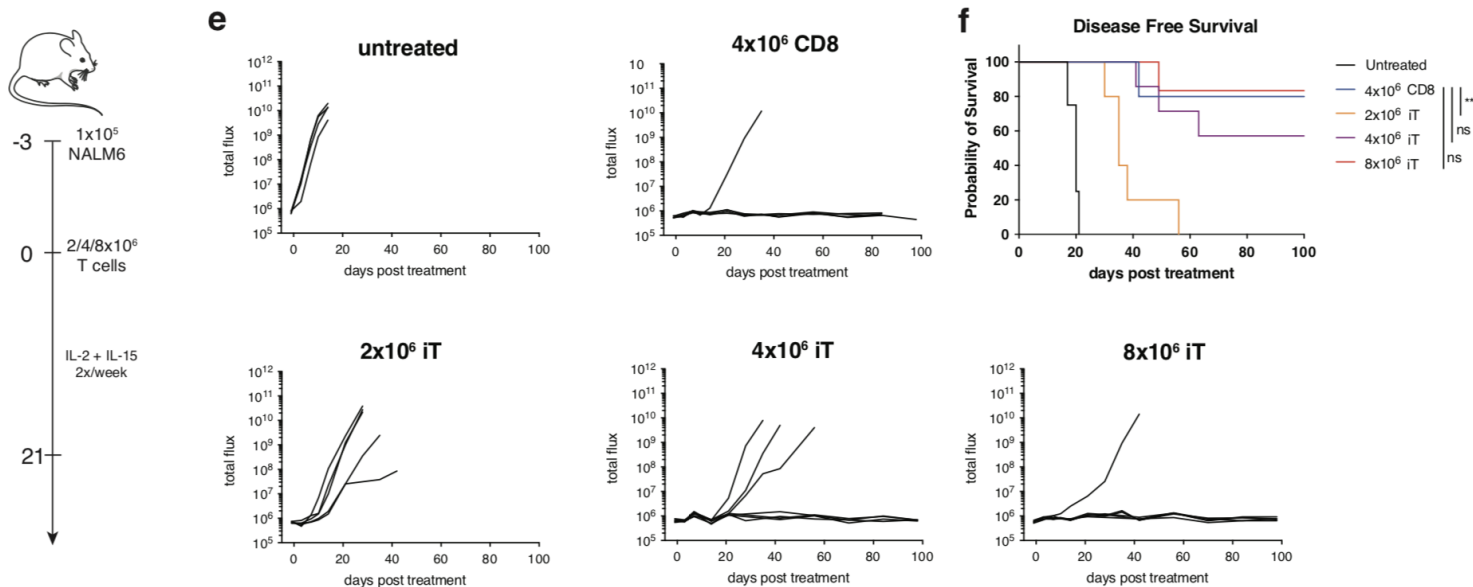 -3
1x10⁵
NALM6
0
2/4/8x10⁶
T cells
IL-2 + IL-15
2x/week
21
e
untreated
total flux
10¹²
10¹¹
10¹⁰
10⁹
10⁸
10⁷
10⁶
10⁵
0 20 40 60 80 100
days post treatment
4x10⁶ CD8
total flux
10
10¹¹
10¹⁰
10⁹
10⁸
10⁷
10⁶
10⁵
0 20 40 60 80 100
days post treatment
f
Disease Free Survival
Probability of Survival
100
80
60
40
20
0
0 20 40 60 80 100
days post treatment
Untreated
4x10⁶ CD8
2x10⁶ iT
4x10⁶ iT
8x10⁶ iT
**
ns
ns
2x10⁶ iT
total flux
10¹²
10¹¹
10¹⁰
10⁹
10⁸
10⁷
10⁶
10⁵
0 20 40 60 80 100
days post treatment
4x10⁶ iT
total flux
10¹²
10¹¹
10¹⁰
10⁹
10⁸
10⁷
10⁶
10⁵
0 20 40 60 80 100
days post treatment
8x10⁶ iT
total flux
10¹²
10¹¹
10¹⁰
10⁹
10⁸
10⁷
10⁶
10⁵
0 20 40 60 80 100
days post treatment